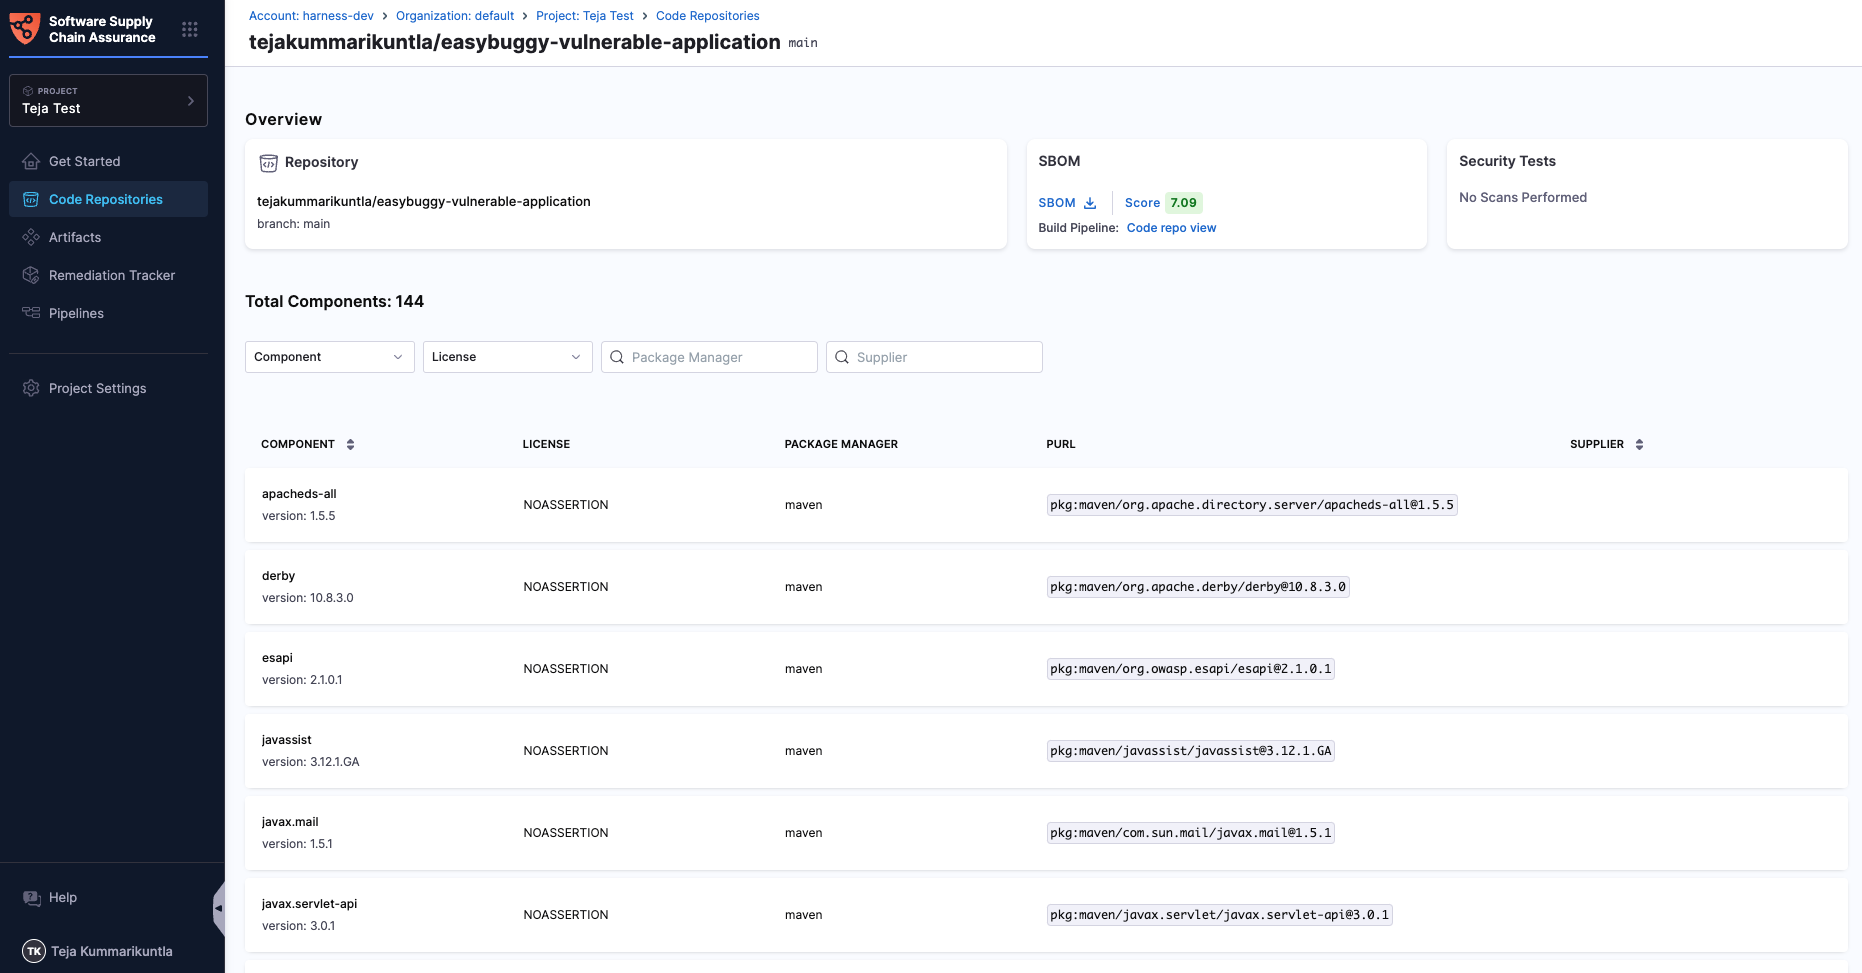 Software Supply
Chain Assurance
PROJECT
Teja Test
Get Started
Code Repositories
Artifacts
Remediation Tracker
Pipelines
Project Settings
Help
TK Teja Kummarikuntla
Account: harness-dev > Organization: default > Project: Teja Test > Code Repositories
tejakummarikuntla/easybuggy-vulnerable-application main
Overview
Repository
tejakummarikuntla/easybuggy-vulnerable-application
branch: main
SBOM
SBOM Score 7.09
Build Pipeline: Code repo view
Security Tests
No Scans Performed
Total Components: 144
Component License Package Manager Supplier
COMPONENT LICENSE PACKAGE MANAGER PURL SUPPLIER
apacheds-all
version: 1.5.5
NOASSERTION maven pkg:maven/org.apache.directory.server/apacheds-all@1.5.5
derby
version: 10.8.3.0
NOASSERTION maven pkg:maven/org.apache.derby/derby@10.8.3.0
esapi
version: 2.1.0.1
NOASSERTION maven pkg:maven/org.owasp.esapi/esapi@2.1.0.1
javassist
version: 3.12.1.GA
NOASSERTION maven pkg:maven/javassist/javassist@3.12.1.GA
javax.mail
version: 1.5.1
NOASSERTION maven pkg:maven/com.sun.mail/javax.mail@1.5.1
javax.servlet-api
version: 3.0.1
NOASSERTION maven pkg:maven/javax.servlet/javax.servlet-api@3.0.1